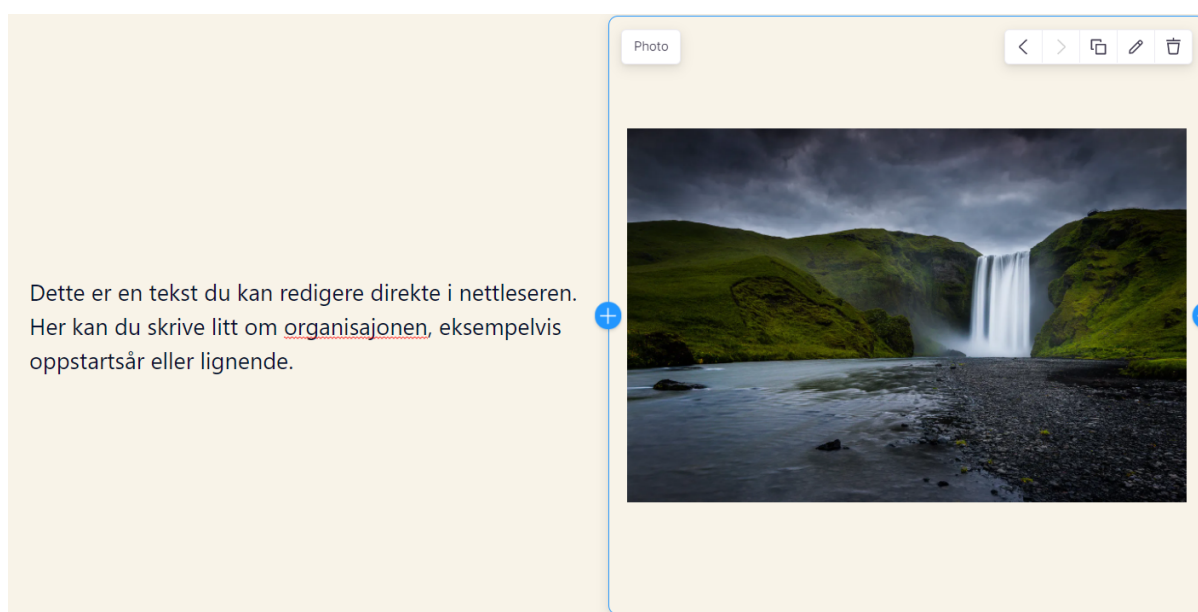 Photo
Dette er en tekst du kan redigere direkte i nettleseren.
Her kan du skrive litt om organisajonen, eksempelvis
oppstartsår eller lignende.